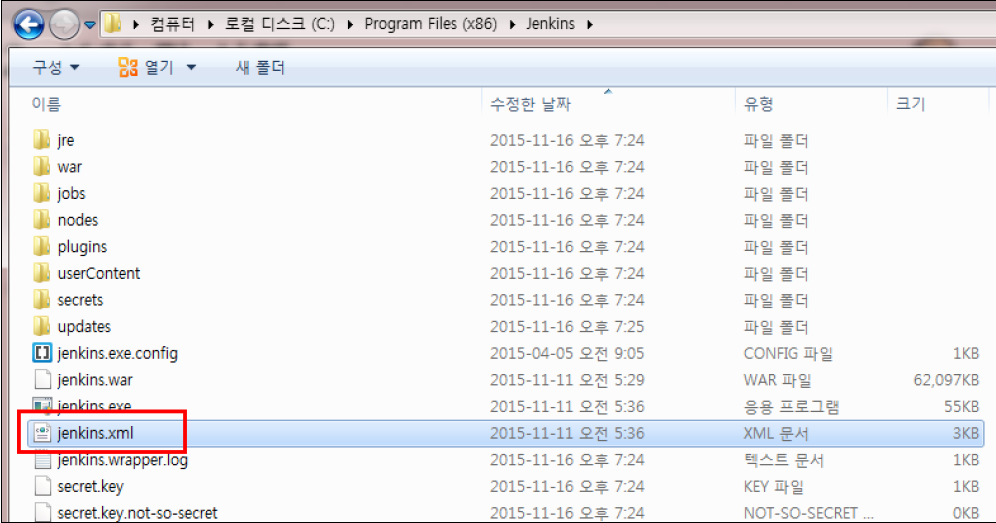 컴퓨터 로컬 디스크 (C:) Program Files (x86) Jenkins
구성 열기 새 폴더
이름 수정한 날짜 유형 크기
jre 2015-11-16 오후 7:24 파일 폴더
war 2015-11-16 오후 7:24 파일 폴더
jobs 2015-11-16 오후 7:24 파일 폴더
nodes 2015-11-16 오후 7:24 파일 폴더
plugins 2015-11-16 오후 7:24 파일 폴더
userContent 2015-11-16 오후 7:24 파일 폴더
secrets 2015-11-16 오후 7:24 파일 폴더
updates 2015-11-16 오후 7:25 파일 폴더
jenkins.exe.config 2015-04-05 오전 9:05 CONFIG 파일 1KB
jenkins.war 2015-11-11 오전 5:29 WAR 파일 62,097KB
jenkins.exe 2015-11-11 오전 5:36 응용 프로그램 55KB
jenkins.xml 2015-11-11 오전 5:36 XML 문서 3KB
jenkins.wrapper.log 2015-11-16 오후 7:24 텍스트 문서 1KB
secret.key 2015-11-16 오후 7:24 KEY 파일 1KB
secret.key.not-so-secret 2015-11-16 오후 7:24 NOT-SO-SECRET ... 0KB